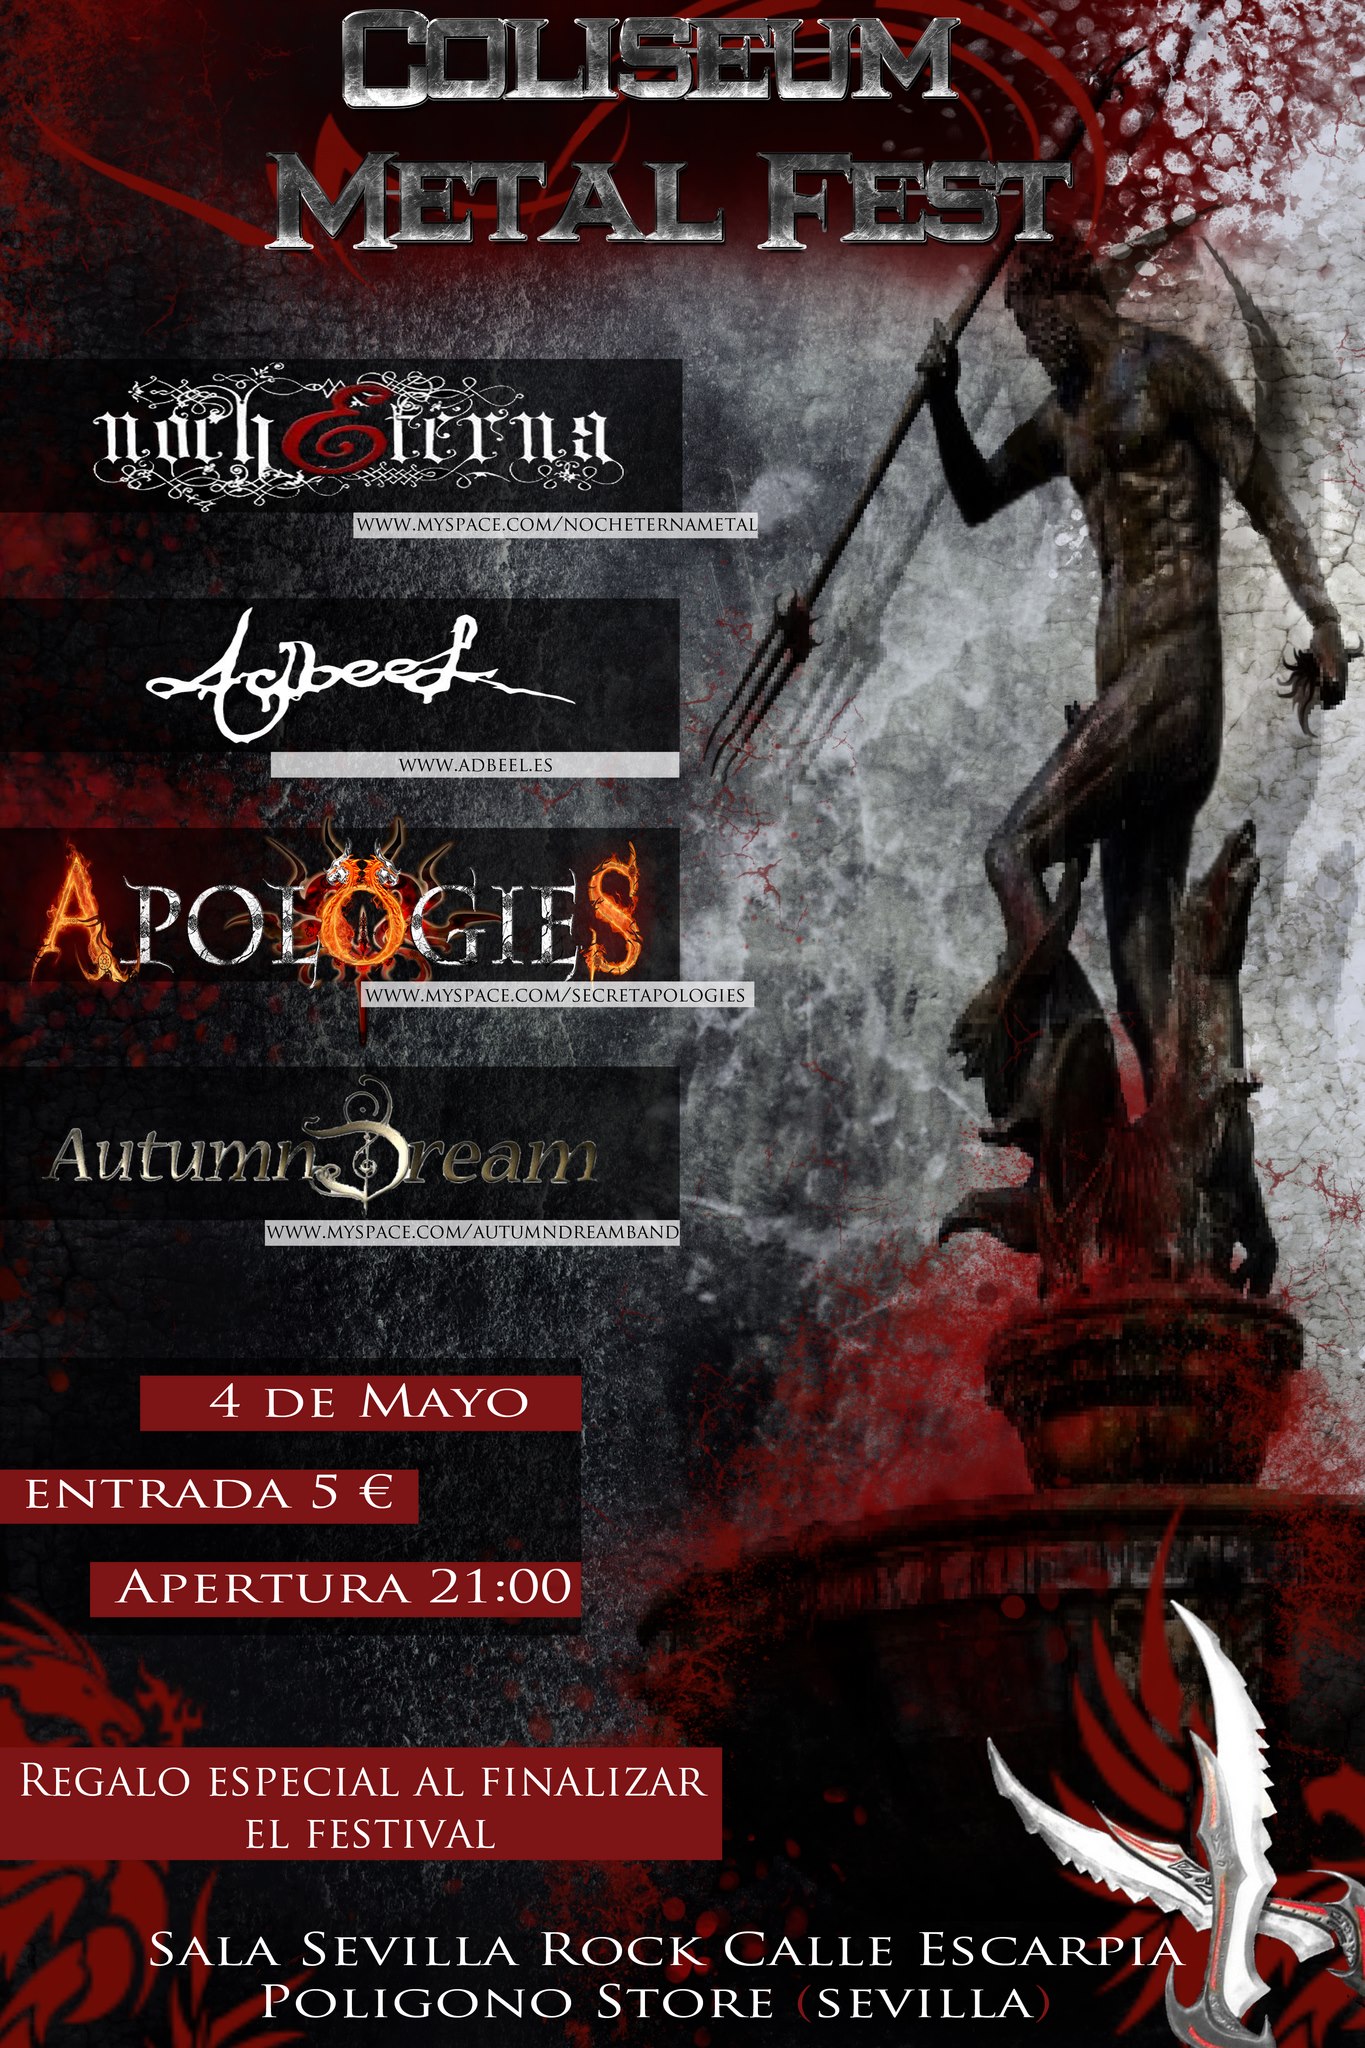 COLISEUM
METAL FEST
nochEterna
WWW.MYSPACE.COM/NOCHETERNAMETAL
Adbeel
WWW.ADBEEL.ES
APOLOGIES
WWW.MYSPACE.COM/SECRETAPOLOGIES
Autumn Dream
WWW.MYSPACE.COM/AUTUMNDREAMBAND
4 DE MAYO
ENTRADA 5 €
APERTURA 21:00
REGALO ESPECIAL AL FINALIZAR
EL FESTIVAL
SALA SEVILLA ROCK CALLE ESCARPIA
POLIGONO STORE (SEVILLA)